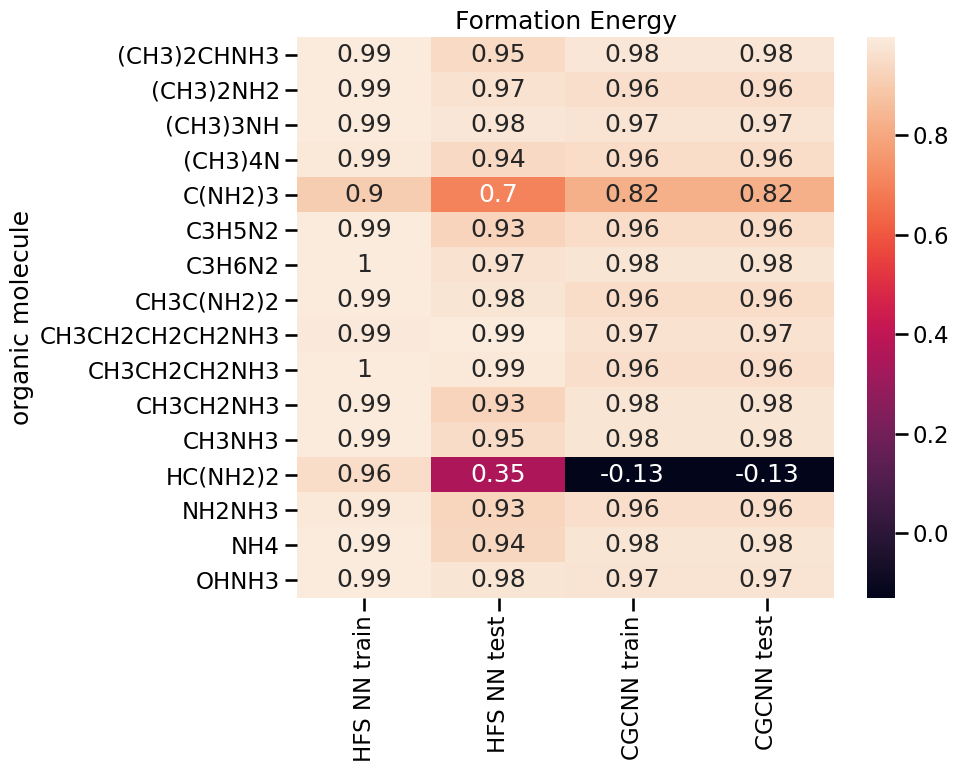 Formation Energy
organic molecule
(CH3)2CHNH3 0.99 0.95 0.98 0.98
(CH3)2NH2 0.99 0.97 0.96 0.96
(CH3)3NH 0.99 0.98 0.97 0.97
(CH3)4N 0.99 0.94 0.96 0.96
C(NH2)3 0.9 0.7 0.82 0.82
C3H5N2 0.99 0.93 0.96 0.96
C3H6N2 1 0.97 0.98 0.98
CH3C(NH2)2 0.99 0.98 0.96 0.96
CH3CH2CH2CH2NH3 0.99 0.99 0.97 0.97
CH3CH2CH2NH3 1 0.99 0.96 0.96
CH3CH2NH3 0.99 0.93 0.98 0.98
CH3NH3 0.99 0.95 0.98 0.98
HC(NH2)2 0.96 0.35 -0.13 -0.13
NH2NH3 0.99 0.93 0.96 0.96
NH4 0.99 0.94 0.98 0.98
OHNH3 0.99 0.98 0.97 0.97
HFS NN train
HFS NN test
CGCNN train
CGCNN test
0.8
0.6
0.4
0.2
0.0